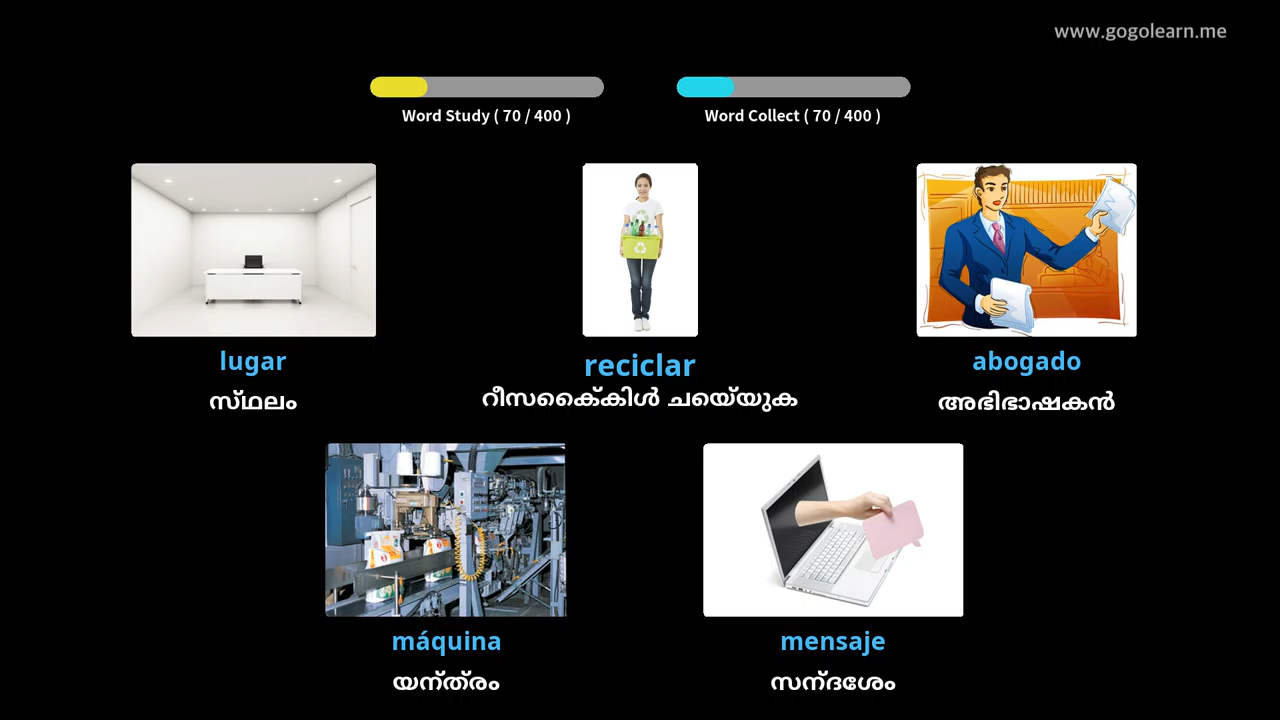 www.gogolearn.me
Word Study ( 70 / 400 )
Word Collect ( 70 / 400 )
lugar
സ്ഥലം
reciclar
റീസൈക്കിൾ ചെയ്യുക
abogado
അഭിഭാഷകൻ
máquina
യന്ത്രം
mensaje
സന്ദേശം